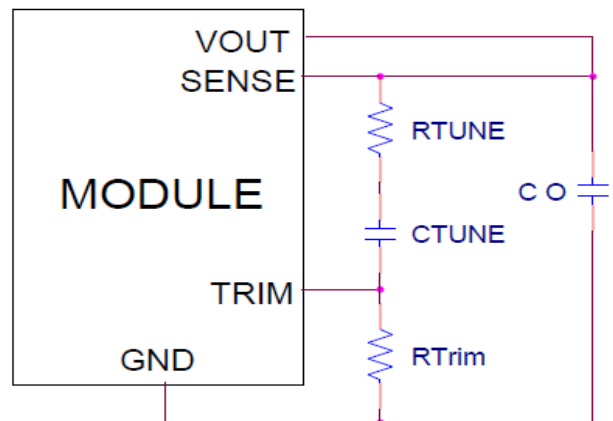 VOUT
SENSE
RTUNE
MODULE
C O
CTUNE
TRIM
GND
RTrim